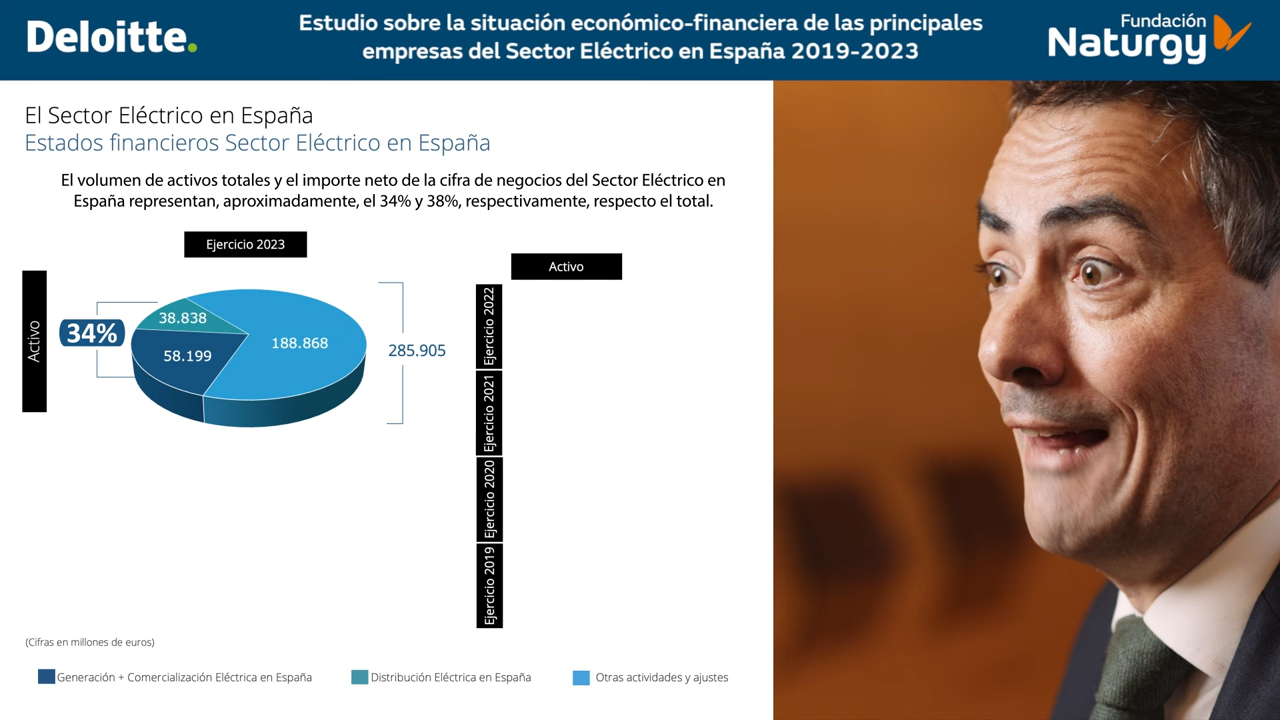 Deloitte.
Estudio sobre la situación económico-financiera de las principales
empresas del Sector Eléctrico en España 2019-2023
Fundación
Naturgy
El Sector Eléctrico en España
Estados financieros Sector Eléctrico en España
El volumen de activos totales y el importe neto de la cifra de negocios del Sector Eléctrico en
España representan, aproximadamente, el 34% y 38%, respectivamente, respecto el total.
Ejercicio 2023
Activo
34%
38.838
58.199
188.868
285.905
Activo
Ejercicio 2022
Ejercicio 2021
Ejercicio 2020
Ejercicio 2019
(Cifras en millones de euros)
Generación + Comercialización Eléctrica en España
Distribución Eléctrica en España
Otras actividades y ajustes